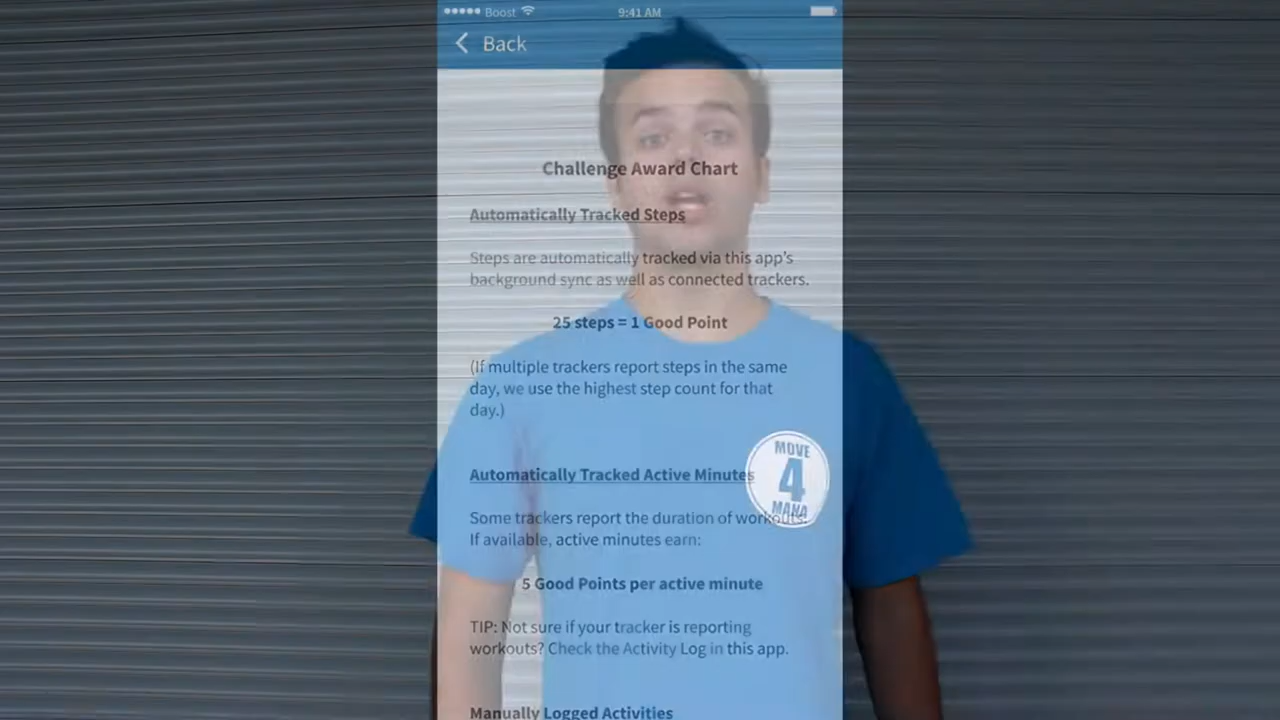 Boost 9:41 AM
Back
Challenge Award Chart
Automatically Tracked Steps
Steps are automatically tracked via this app's
background sync as well as connected trackers.
25 steps = 1 Good Point
(If multiple trackers report steps in the same
day, we use the highest step count for that
day.)
MOVE
4
MAHA
Automatically Tracked Active Minutes
Some trackers report the duration of workouts.
If available, active minutes earn:
5 Good Points per active minute
TIP: Not sure if your tracker is reporting
workouts? Check the Activity Log in this app.
Manually Logged Activities